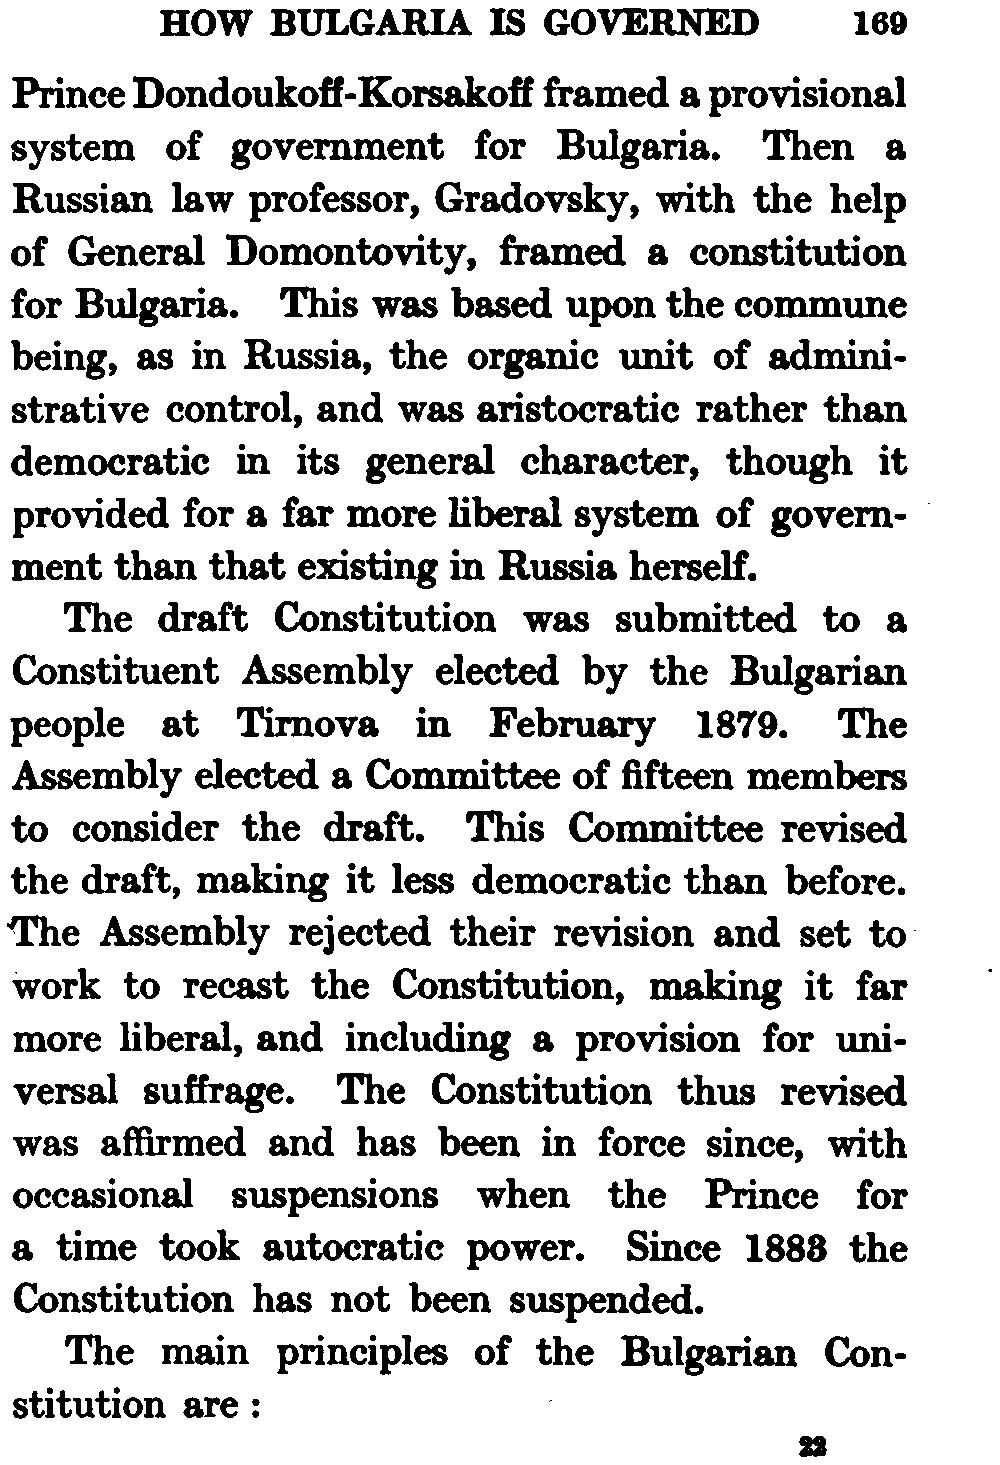 HOW BULGARIA IS GOVERNED 169
Prince Dondoukoff-Korsakoff framed a provisional
system of government for Bulgaria. Then a
Russian law professor, Gradovsky, with the help
of General Domontovity, framed a constitution
for Bulgaria. This was based upon the commune
being, as in Russia, the organic unit of admini-
strative control, and was aristocratic rather than
democratic in its general character, though it
provided for a far more liberal system of govern-
ment than that existing in Russia herself.
The draft Constitution was submitted to a
Constituent Assembly elected by the Bulgarian
people at Tirnova in February 1879. The
Assembly elected a Committee of fifteen members
to consider the draft. This Committee revised
the draft, making it less democratic than before.
The Assembly rejected their revision and set to
work to recast the Constitution, making it far
more liberal, and including a provision for uni-
versal suffrage. The Constitution thus revised
was affirmed and has been in force since, with
occasional suspensions when the Prince for
a time took autocratic power. Since 1883 the
Constitution has not been suspended.
The main principles of the Bulgarian Con-
stitution are :
22